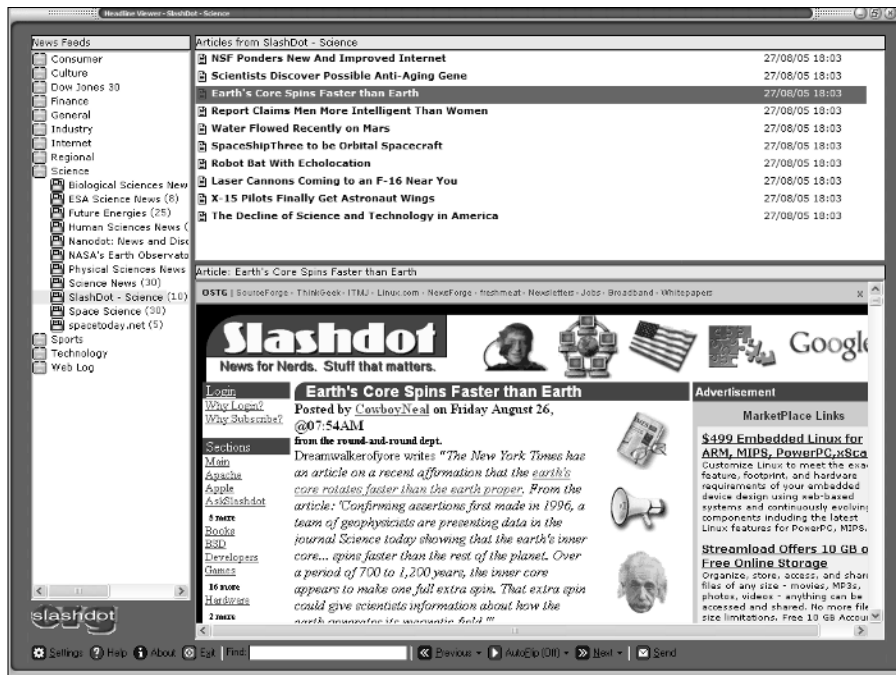 Headline Viewer - SlashDot - Science
News Feeds
Consumer
Culture
Dow Jones 30
Finance
General
Industry
Internet
Regional
Science
Biological Sciences New
ESA Science News (8)
Future Energies (25)
Human Sciences News (
Nanodot: News and Disc
NASA's Earth Observato
Physical Sciences News
Science News (30)
SlashDot - Science (10)
Space Science (30)
spacetoday.net (5)
Sports
Technology
Web Log
Articles from SlashDot - Science
NSF Ponders New And Improved Internet 27/08/05 18:03
Scientists Discover Possible Anti-Aging Gene 27/08/05 18:03
Earth's Core Spins Faster than Earth 27/08/05 18:03
Report Claims Men More Intelligent Than Women 27/08/05 18:03
Water Flowed Recently on Mars 27/08/05 18:03
SpaceShipThree to be Orbital Spacecraft 27/08/05 18:03
Robot Bat With Echolocation 27/08/05 18:03
Laser Cannons Coming to an F-16 Near You 27/08/05 18:03
X-15 Pilots Finally Get Astronaut Wings 27/08/05 18:03
The Decline of Science and Technology in America 27/08/05 18:03
Article: Earth's Core Spins Faster than Earth
OSTG | SourceForge - ThinkGeek - ITMJ - Linux.com - NewsForge - freshmeat - Newsletters - Jobs - Broadband - Whitepapers x
Slashdot
News for Nerds. Stuff that matters.
Google
Login
Why Login?
Why Subscribe?
Sections
Main
Apache
Apple
AskSlashdot
8 more
Books
BSD
Developers
Games
16 more
Hardware
2 more
Earth's Core Spins Faster than Earth
Posted by CowboyNeal on Friday August 26,
@07:54AM
from the round-and-round dept.
Dreamwalkerofyore writes "The New York Times has
an article on a recent affirmation that the earth's
core rotates faster than the earth proper. From the
article: 'Confirming assertions first made in 1996, a
team of geophysicists are presenting data in the
journal Science today showing that the earth's inner
core... spins faster than the rest of the planet. Over
a period of 700 to 1,200 years, the inner core
appears to make one full extra spin. That extra spin
could give scientists information about how the
earth generates its magnetic field.'"
Advertisement
MarketPlace Links
$499 Embedded Linux for
ARM, MIPS, PowerPC,xSca
Customize Linux to meet the exa
feature, footprint, and hardware
requirements of your embedded
device design using web-based
systems and continuously evolving
components including the latest
Linux features for PowerPC, MIPS,
Streamload Offers 10 GB o
Free Online Storage
Organize, store, access, and shar
files of any size - movies, MP3s,
photos, videos - anything can be
accessed and shared. No more file
size limitations. Free 10 GB Accour
slashdot
org
Settings Help About Exit Find: Previous AutoFlip (Off) Next Send